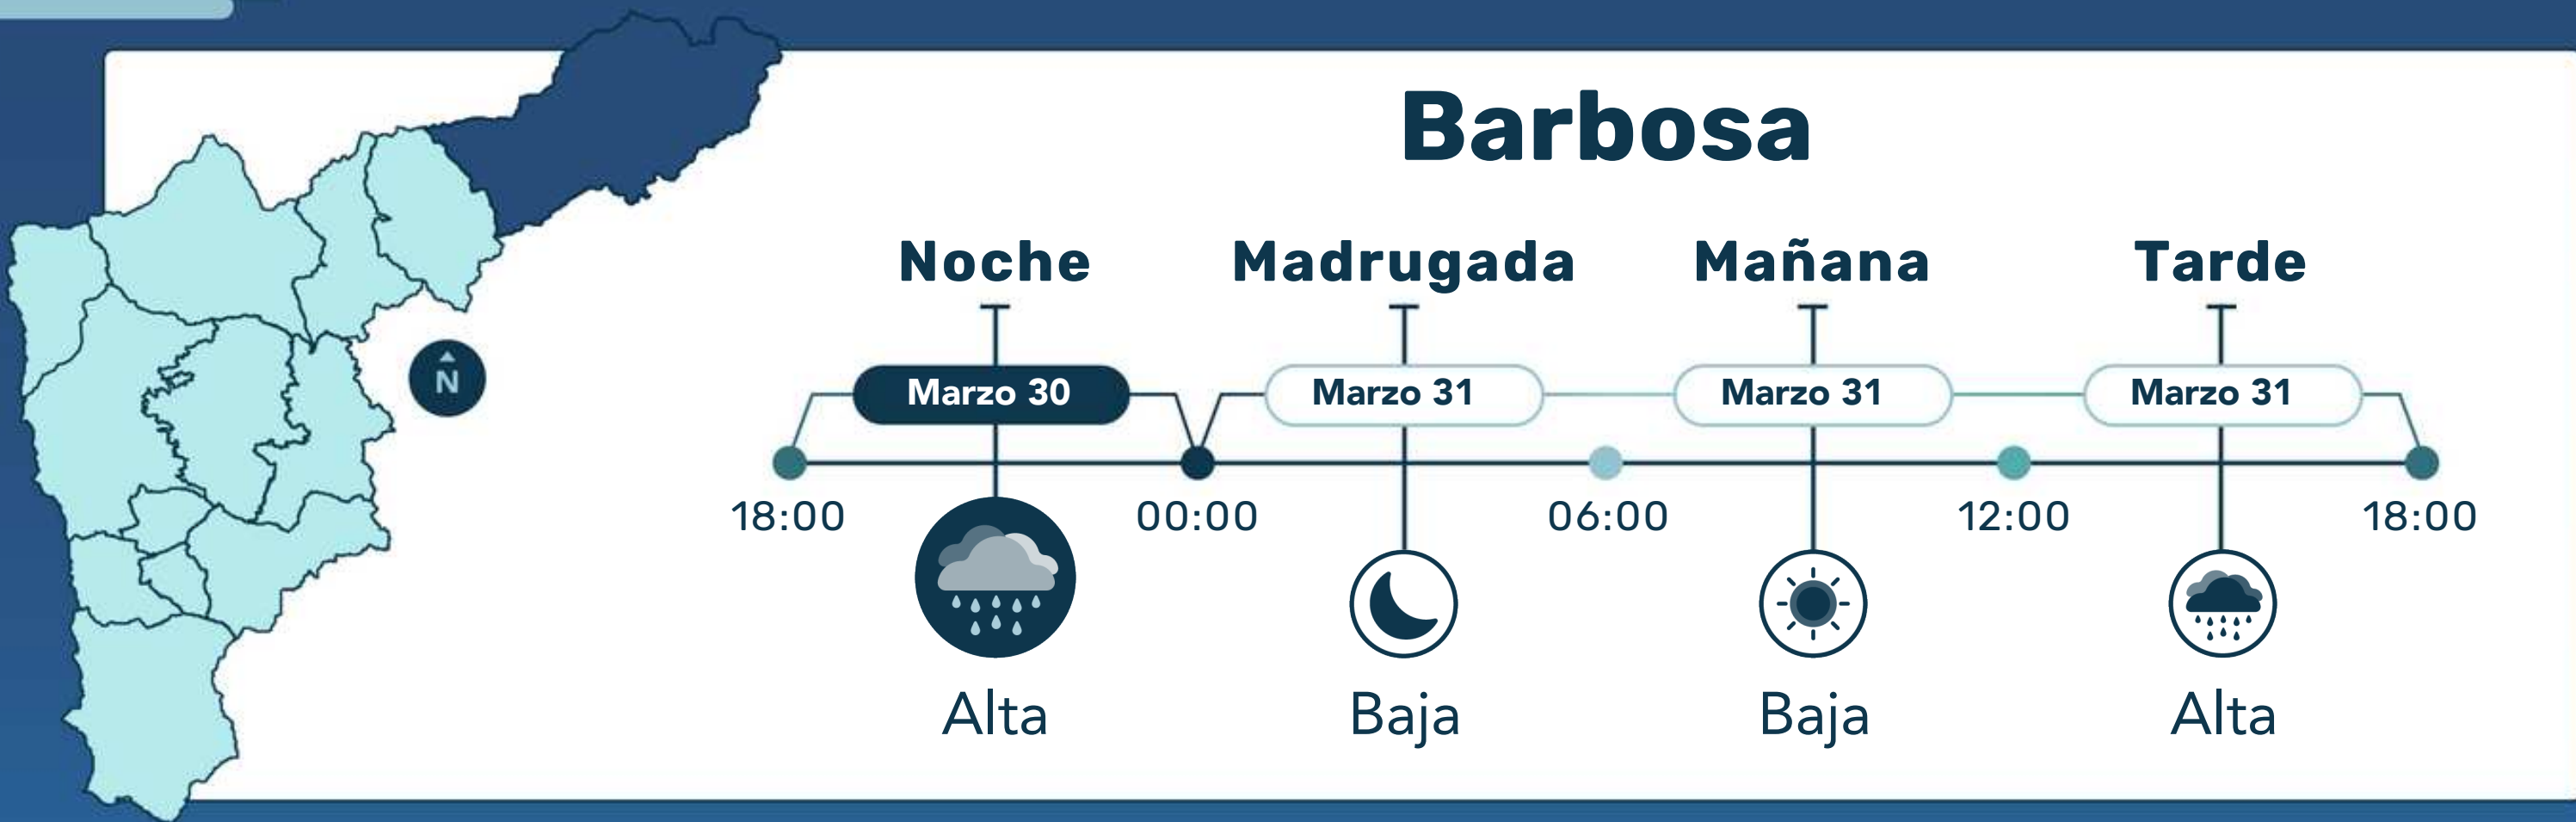 Barbosa
Noche Madrugada Mañana Tarde
N
Marzo 30 Marzo 31 Marzo 31 Marzo 31
18:00 00:00 06:00 12:00 18:00
Alta Baja Baja Alta